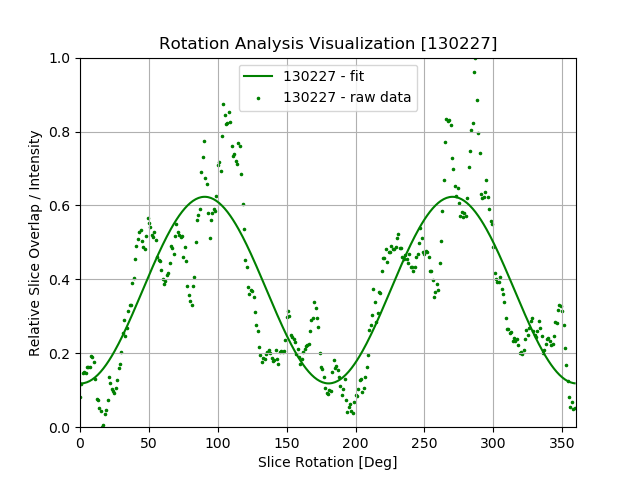 Rotation Analysis Visualization [130227]
130227 - fit
130227 - raw data
Relative Slice Overlap / Intensity
1.0
0.8
0.6
0.4
0.2
0.0
0 50 100 150 200 250 300 350
Slice Rotation [Deg]